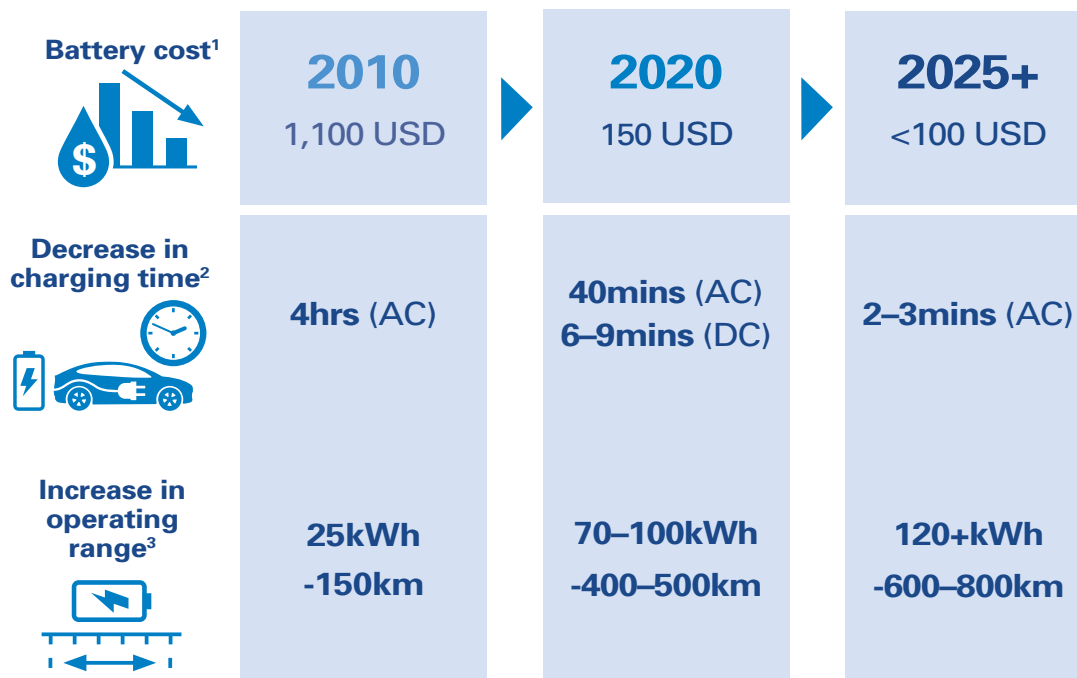 Battery cost¹
$
2010
1,100 USD
2020
150 USD
2025+
<100 USD
Decrease in
charging time²
4hrs (AC)
40mins (AC)
6–9mins (DC)
2–3mins (AC)
Increase in
operating
range³
25kWh
-150km
70–100kWh
-400–500km
120+kWh
-600–800km